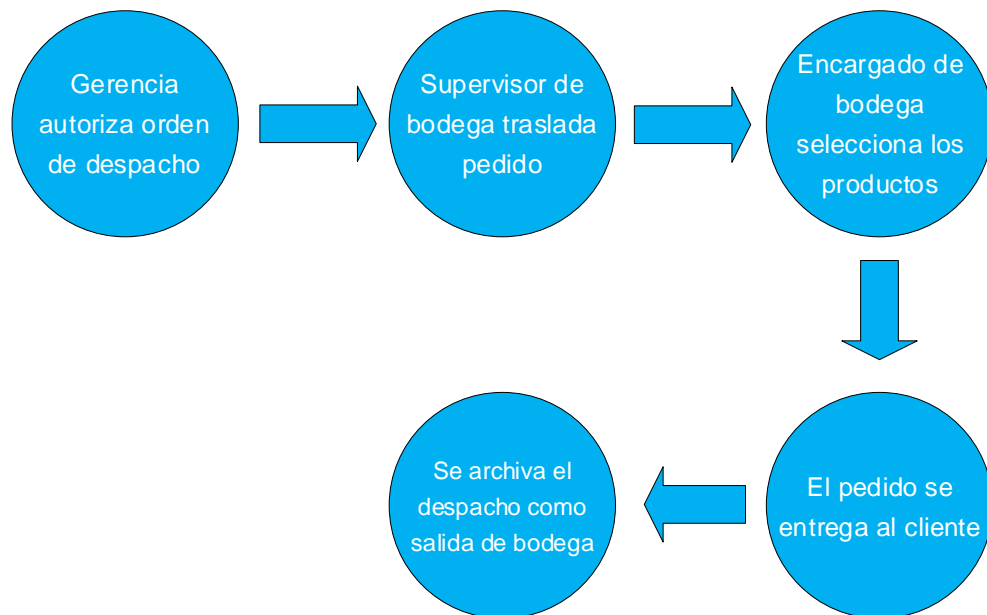 Gerencia
autoriza orden
de despacho
Supervisor de
bodega traslada
pedido
Encargado de
bodega
selecciona los
productos
El pedido se
entrega al cliente
Se archiva el
despacho como
salida de bodega